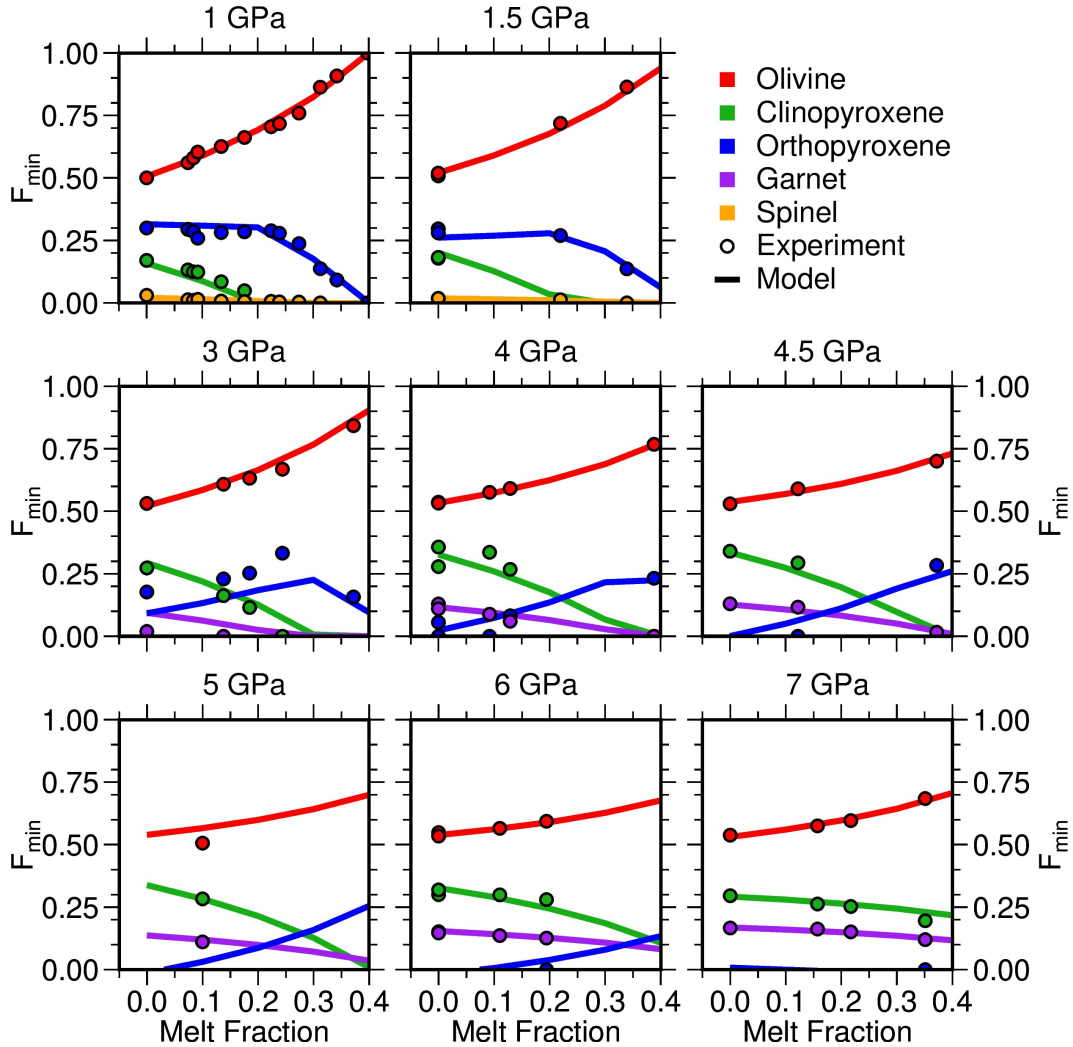 1 GPa 1.5 GPa
1.00
0.75
0.50
0.25
0.00
F min
Olivine
Clinopyroxene
Orthopyroxene
Garnet
Spinel
Experiment
Model
3 GPa 4 GPa 4.5 GPa
1.00 1.00
0.75 0.75
0.50 0.50
0.25 0.25
0.00 0.00
F min F min
5 GPa 6 GPa 7 GPa
1.00 1.00
0.75 0.75
0.50 0.50
0.25 0.25
0.00 0.00
F min F min
0.0 0.1 0.2 0.3 0.4 0.0 0.1 0.2 0.3 0.4 0.0 0.1 0.2 0.3 0.4
Melt Fraction Melt Fraction Melt Fraction